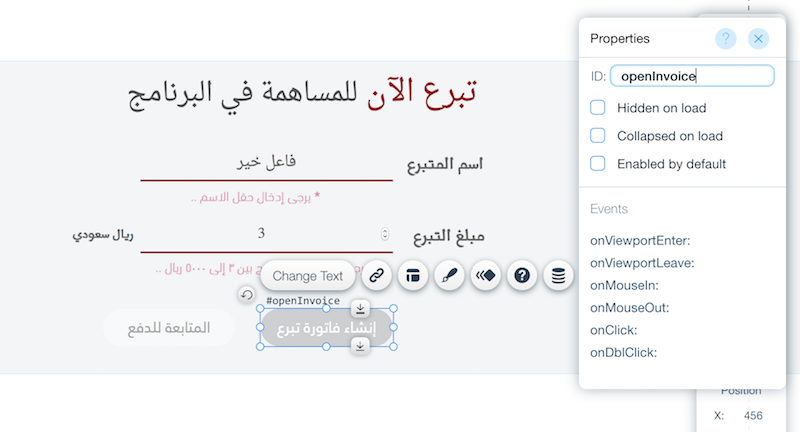 Properties
ID: openInvoice
Hidden on load
Collapsed on load
Enabled by default
Events
onViewportEnter:
onViewportLeave:
onMouseIn:
onMouseOut:
onClick:
onDblClick:
Position
X: 456
تبرع الآن للمساهمة في البرنامج
اسم المتبرع
فاعل خير
* يرجى إدخال حقل الاسم ..
مبلغ التبرع
3
ريال سعودي
بين ٣ إلى ٥٠٠٠ ريال ..
Change Text
#openInvoice
إنشاء فاتورة تبرع
المتابعة للدفع